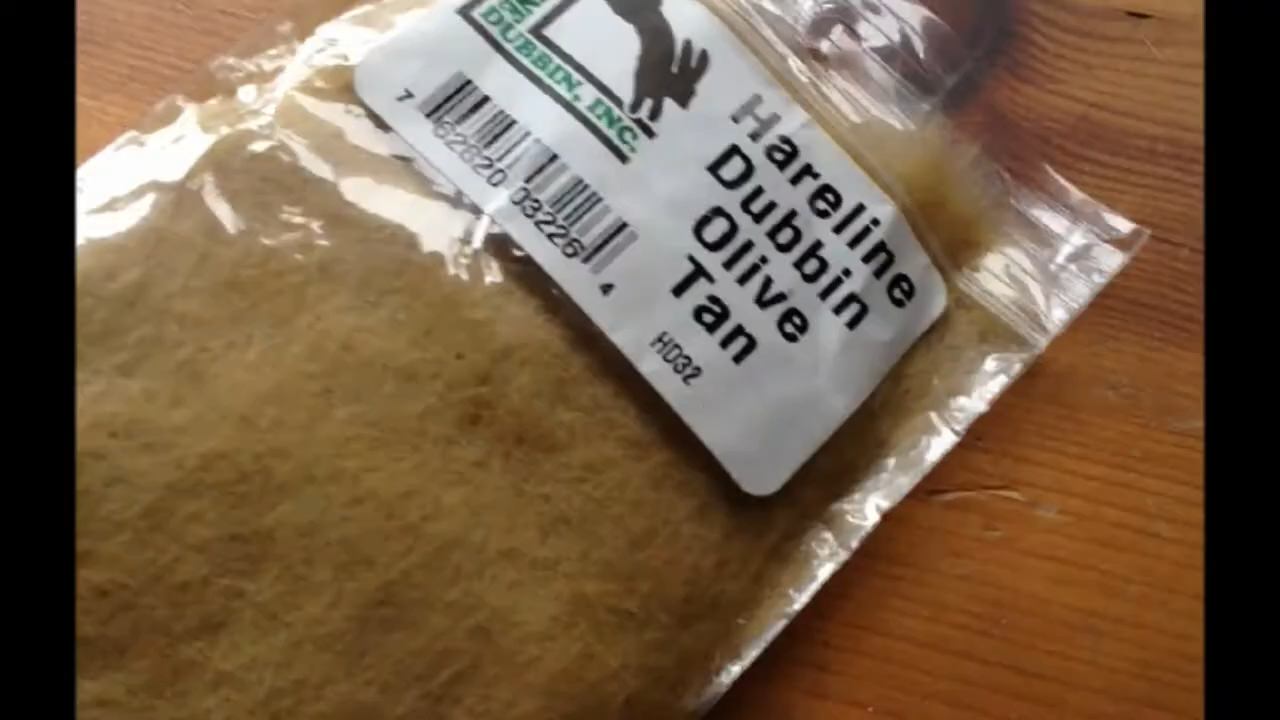 DUBBIN, INC.
7 62820 03226 4
Hareline
Dubbin
Olive
Tan
HD32